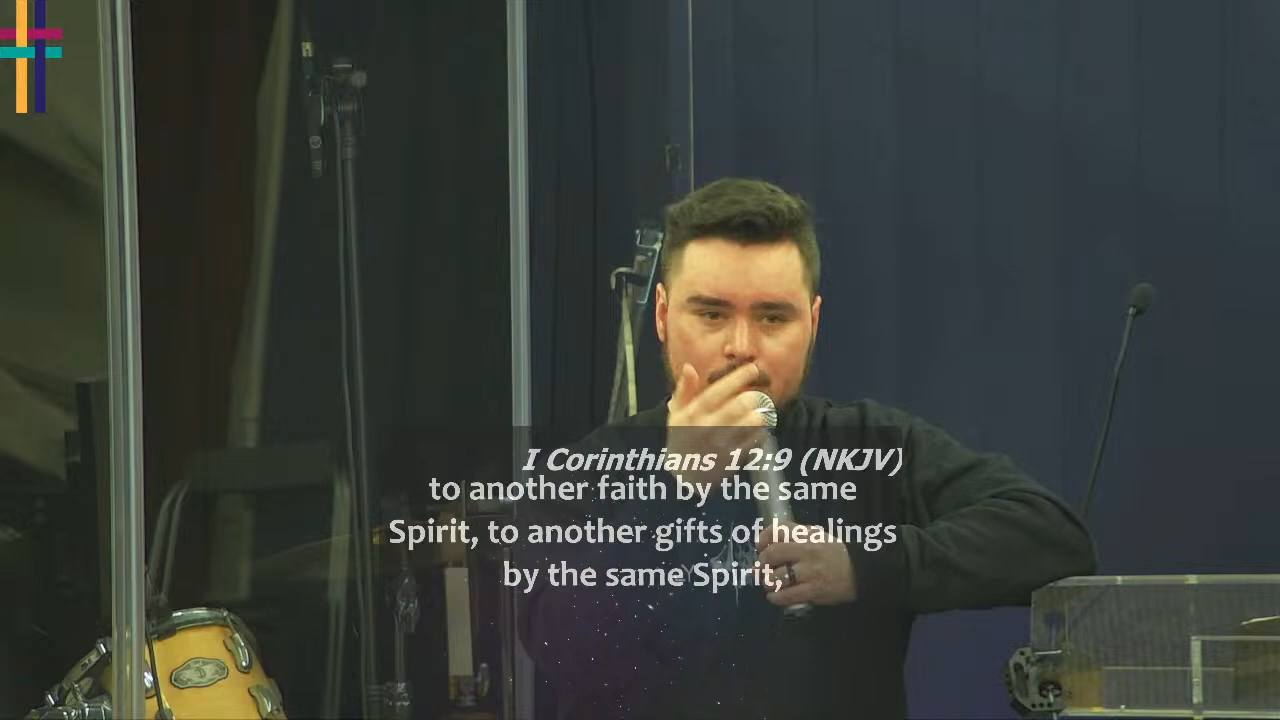 I Corinthians 12:9 (NKJV)
to another faith by the same
Spirit, to another gifts of healings
by the same Spirit,